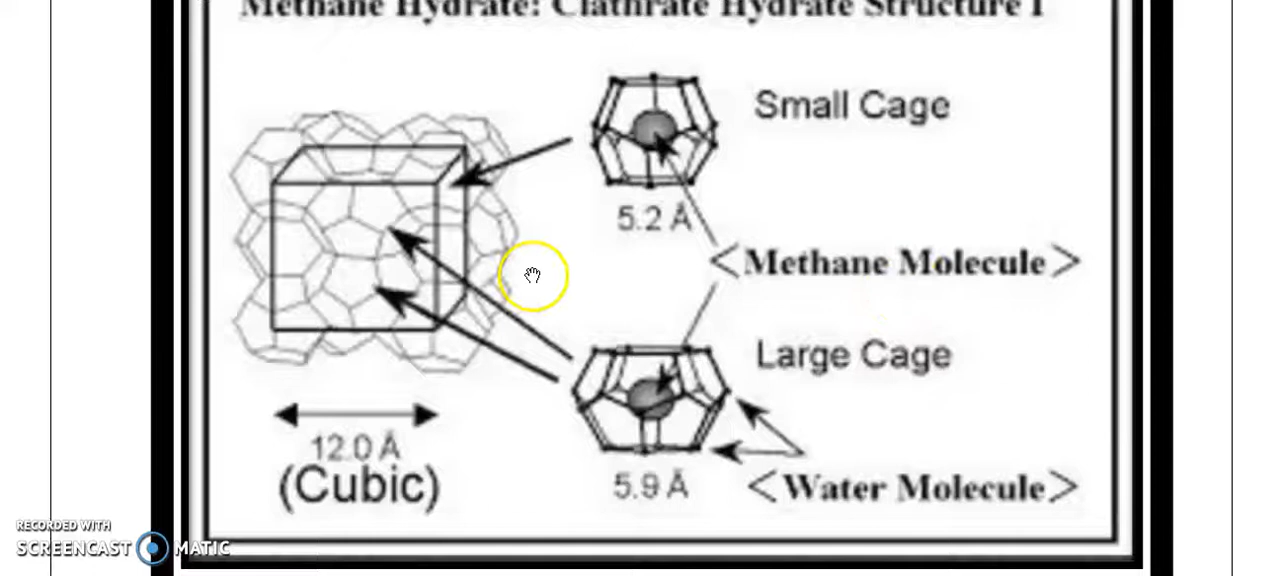 Methane Hydrate: Clathrate Hydrate Structure I
Small Cage
5.2 Å
<Methane Molecule>
Large Cage
12.0 Å
(Cubic)
5.9 Å
<Water Molecule>
RECORDED WITH
SCREENCAST MATIC